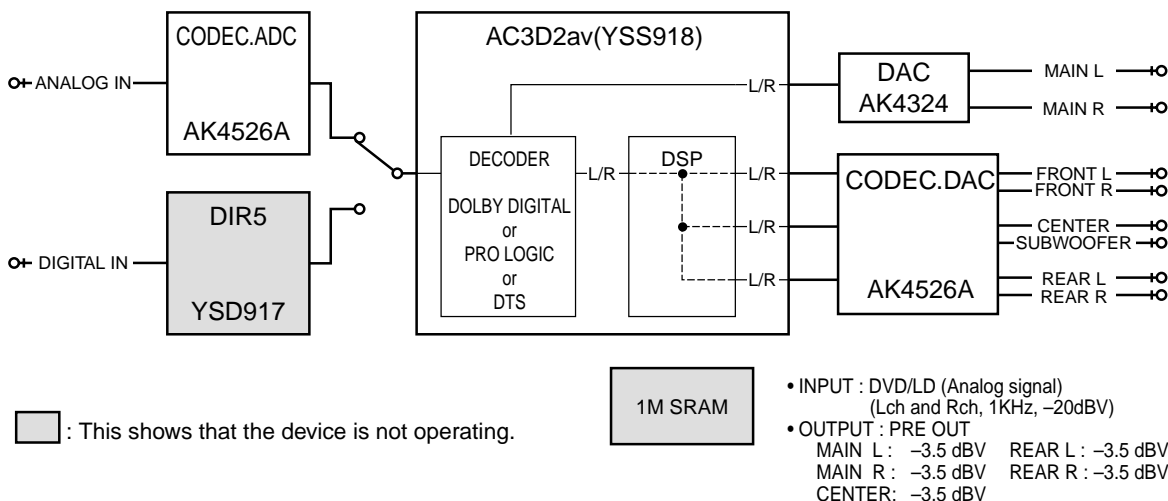 CODEC.ADC
AK4526A
ANALOG IN
DIR5
YSD917
DIGITAL IN
AC3D2av(YSS918)
DECODER
DOLBY DIGITAL
or
PRO LOGIC
or
DTS
L/R
DSP
L/R
L/R
L/R
L/R
DAC
AK4324
MAIN L
MAIN R
CODEC.DAC
AK4526A
FRONT L
FRONT R
CENTER
SUBWOOFER
REAR L
REAR R
: This shows that the device is not operating.
1M SRAM
• INPUT : DVD/LD (Analog signal)
(Lch and Rch, 1KHz, –20dBV)
• OUTPUT : PRE OUT
MAIN L : –3.5 dBV REAR L : –3.5 dBV
MAIN R : –3.5 dBV REAR R : –3.5 dBV
CENTER: –3.5 dBV